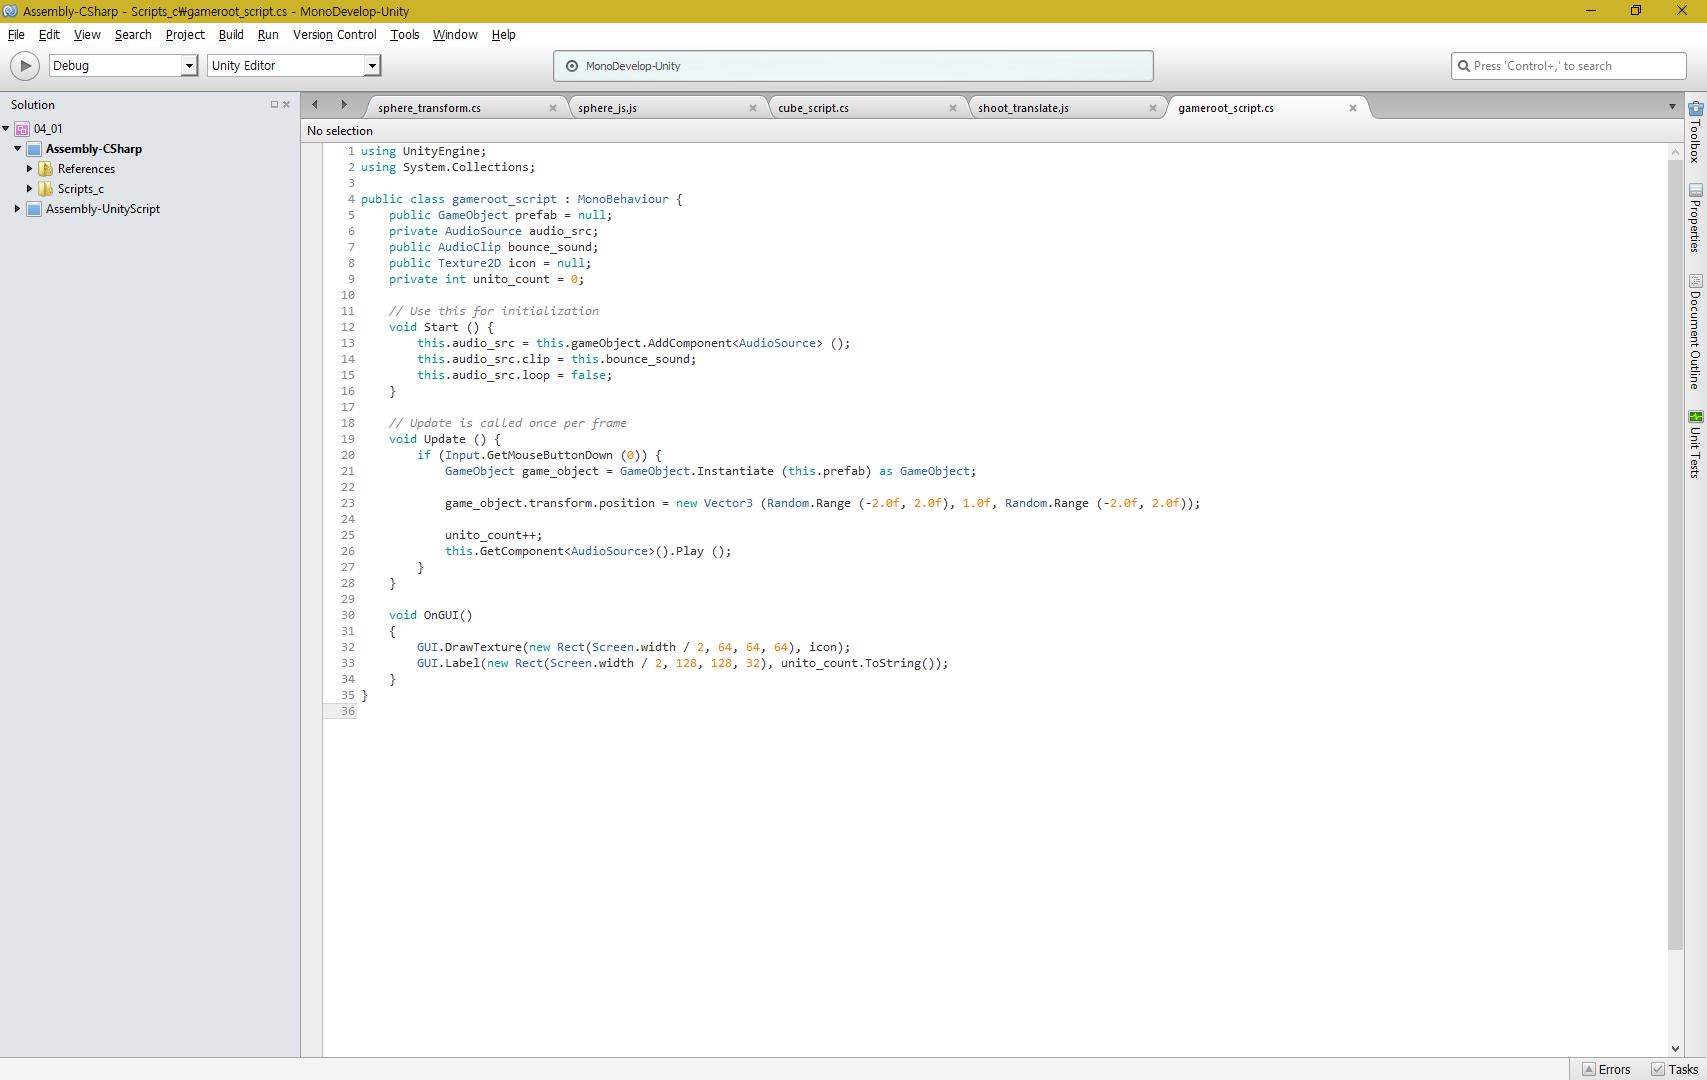 Assembly-CSharp - Scripts_c₩gameroot_script.cs - MonoDevelop-Unity
File Edit View Search Project Build Run Version Control Tools Window Help
Debug Unity Editor MonoDevelop-Unity Press 'Control+,' to search
Solution
04_01
Assembly-CSharp
References
Scripts_c
Assembly-UnityScript
sphere_transform.cs sphere_js.js cube_script.cs shoot_translate.js gameroot_script.cs
No selection
1 using UnityEngine;
2 using System.Collections;
3
4 public class gameroot_script : MonoBehaviour {
5 public GameObject prefab = null;
6 private AudioSource audio_src;
7 public AudioClip bounce_sound;
8 public Texture2D icon = null;
9 private int unito_count = 0;
10
11 // Use this for initialization
12 void Start () {
13 this.audio_src = this.gameObject.AddComponent<AudioSource> ();
14 this.audio_src.clip = this.bounce_sound;
15 this.audio_src.loop = false;
16 }
17
18 // Update is called once per frame
19 void Update () {
20 if (Input.GetMouseButtonDown (0)) {
21 GameObject game_object = GameObject.Instantiate (this.prefab) as GameObject;
22
23 game_object.transform.position = new Vector3 (Random.Range (-2.0f, 2.0f), 1.0f, Random.Range (-2.0f, 2.0f));
24
25 unito_count++;
26 this.GetComponent<AudioSource>().Play ();
27 }
28 }
29
30 void OnGUI()
31 {
32 GUI.DrawTexture(new Rect(Screen.width / 2, 64, 64, 64), icon);
33 GUI.Label(new Rect(Screen.width / 2, 128, 128, 32), unito_count.ToString());
34 }
35 }
36
Toolbox
Properties
Document Outline
Unit Tests
Errors Tasks